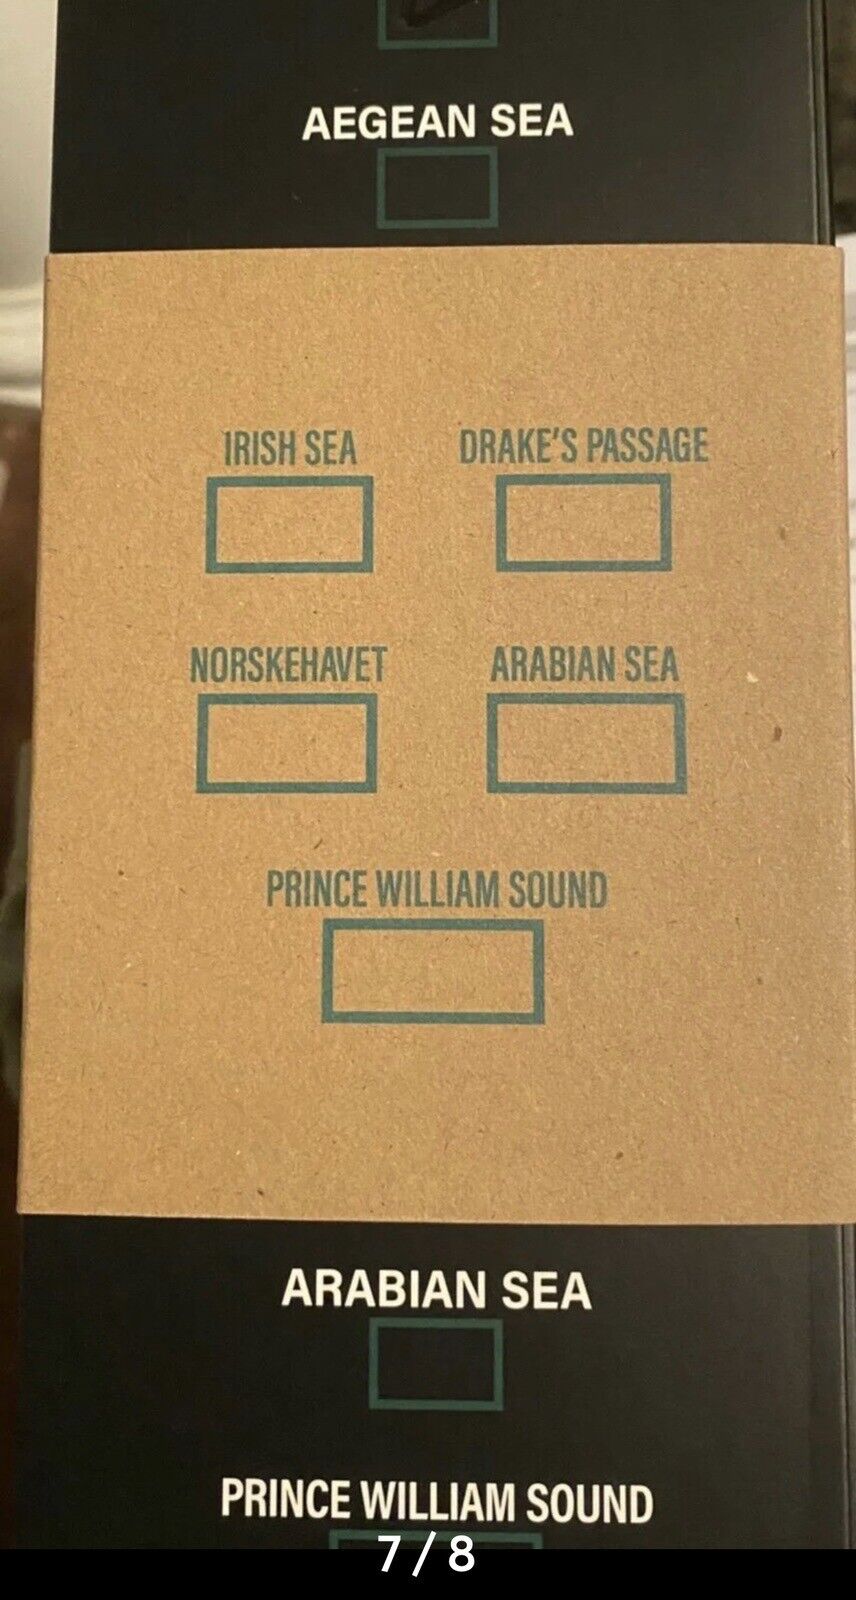 AEGEAN SEA
IRISH SEA
DRAKE'S PASSAGE
NORSKEHAVET
ARABIAN SEA
PRINCE WILLIAM SOUND
ARABIAN SEA
PRINCE WILLIAM SOUND
7/8